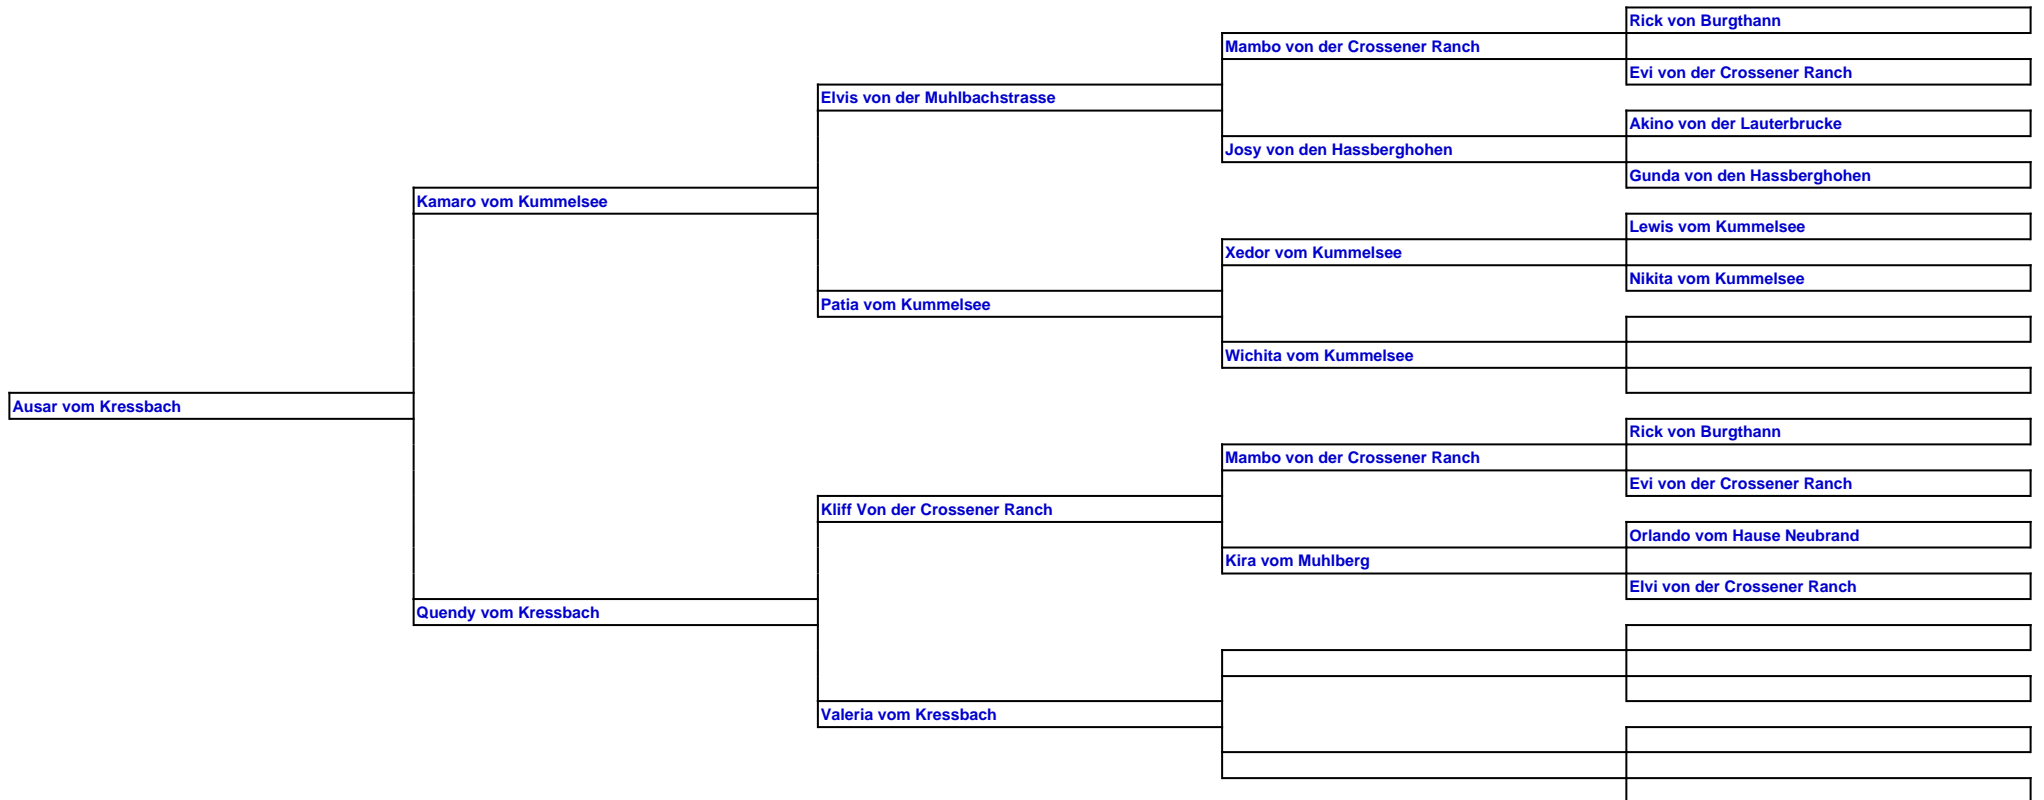 Rick von Burgthann
Mambo von der Crossener Ranch
Evi von der Crossener Ranch
Elvis von der Muhlbachstrasse
Akino von der Lauterbrucke
Josy von den Hassberghohen
Gunda von den Hassberghohen
Kamaro vom Kummelsee
Lewis vom Kummelsee
Xedor vom Kummelsee
Nikita vom Kummelsee
Patia vom Kummelsee
Wichita vom Kummelsee
Ausar vom Kressbach
Rick von Burgthann
Mambo von der Crossener Ranch
Evi von der Crossener Ranch
Kliff Von der Crossener Ranch
Orlando vom Hause Neubrand
Kira vom Muhlberg
Elvi von der Crossener Ranch
Quendy vom Kressbach
Valeria vom Kressbach